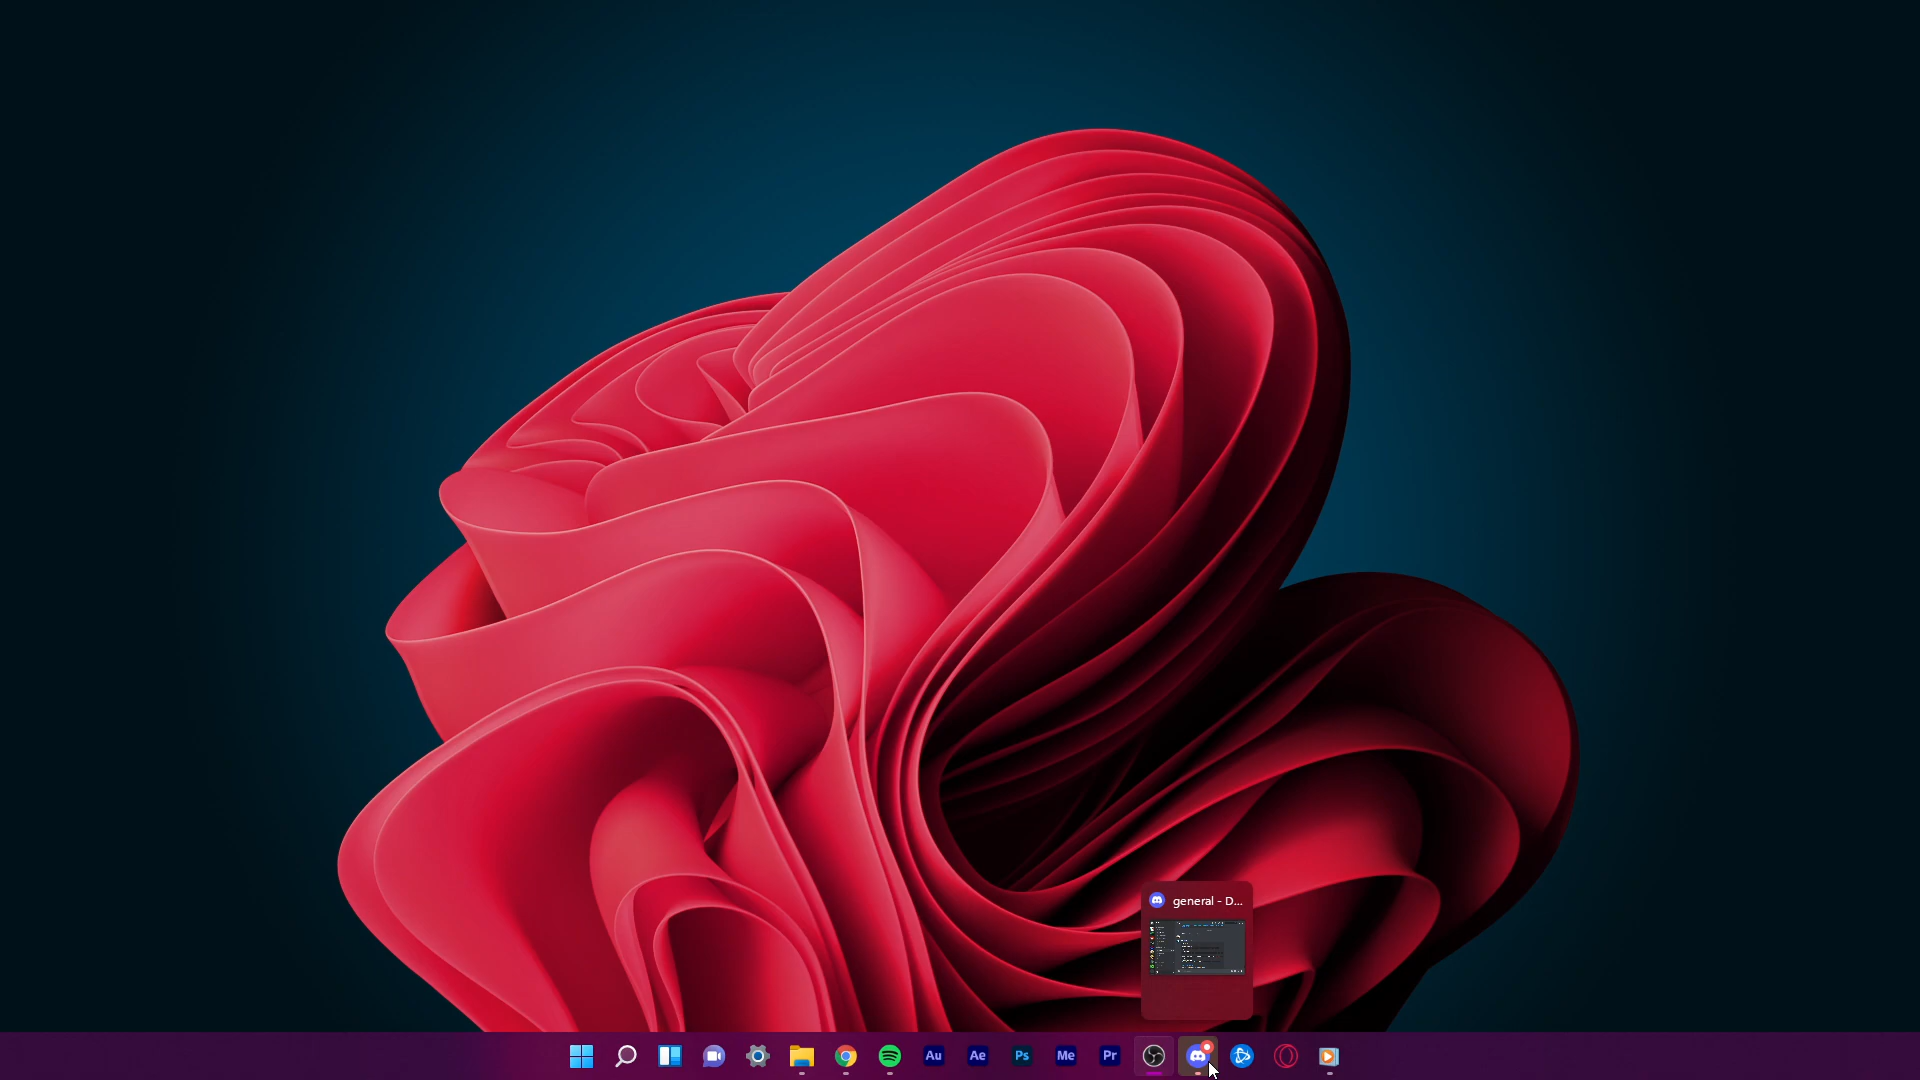 general - D...
Au
Ae
Ps
Me
Pr